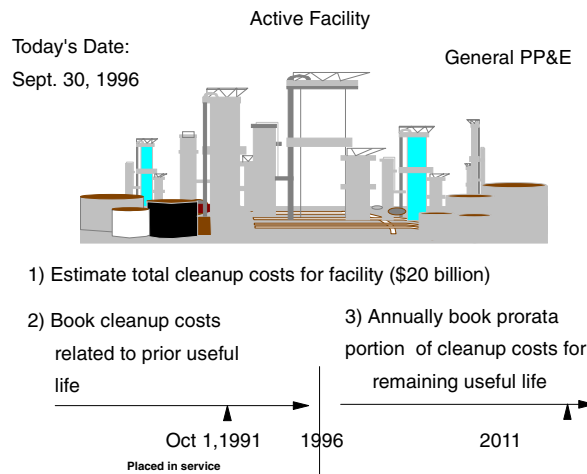 Active Facility
Today's Date:
Sept. 30, 1996
General PP&E
1) Estimate total cleanup costs for facility ($20 billion)
2) Book cleanup costs
related to prior useful
life
3) Annually book prorata
portion of cleanup costs for
remaining useful life
Oct 1,1991
1996
2011
Placed in service